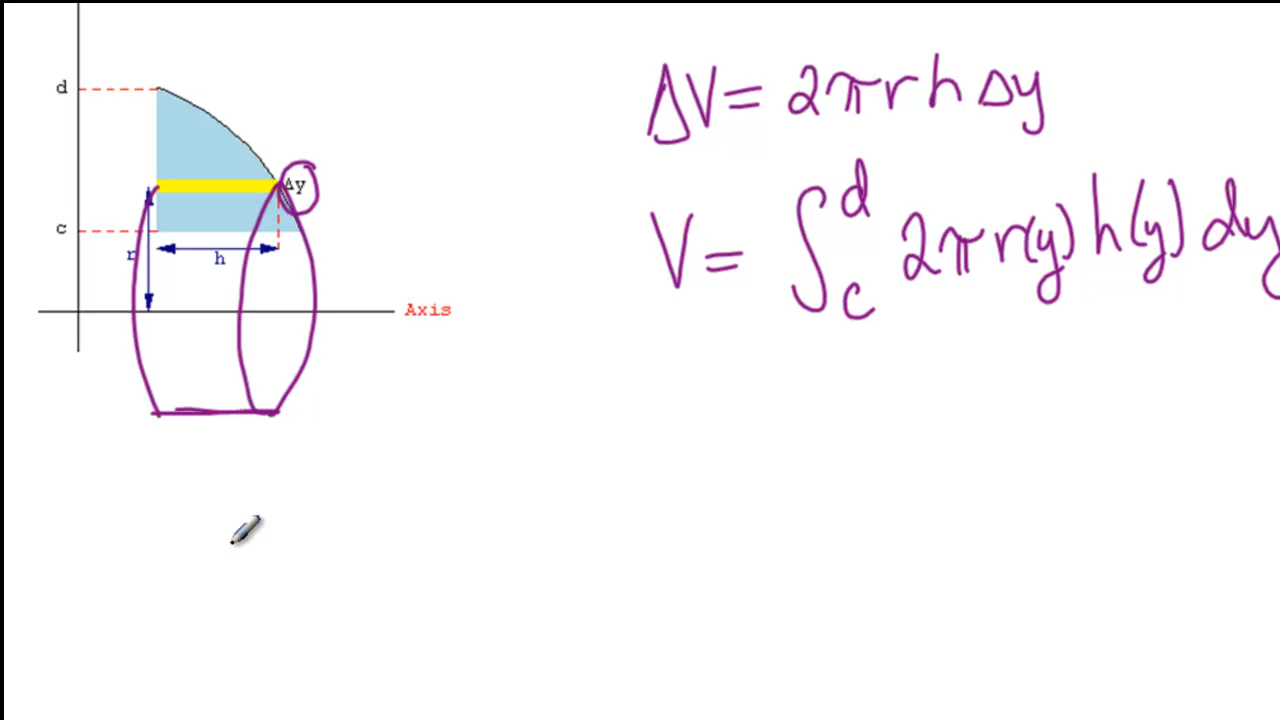 d
Δy
c
r
h
Axis
ΔV = 2πrhΔy
V = ∫_c^d 2πr(y)h(y)dy